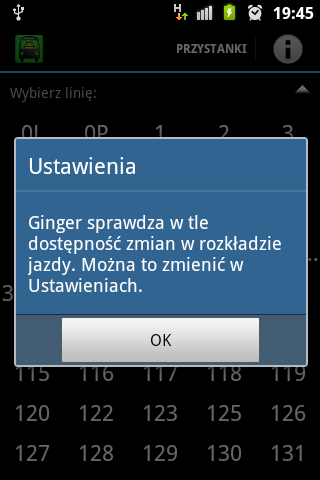 H
19:45
PRZYSTANKI
Wybierz linię:
0L 0P 1 2 3
Ustawienia
Ginger sprawdza w tle
dostępność zmian w rozkładzie
jazdy. Można to zmienić w
Ustawieniach.
OK
115 116 117 118 119
120 122 123 125 126
127 128 129 130 131